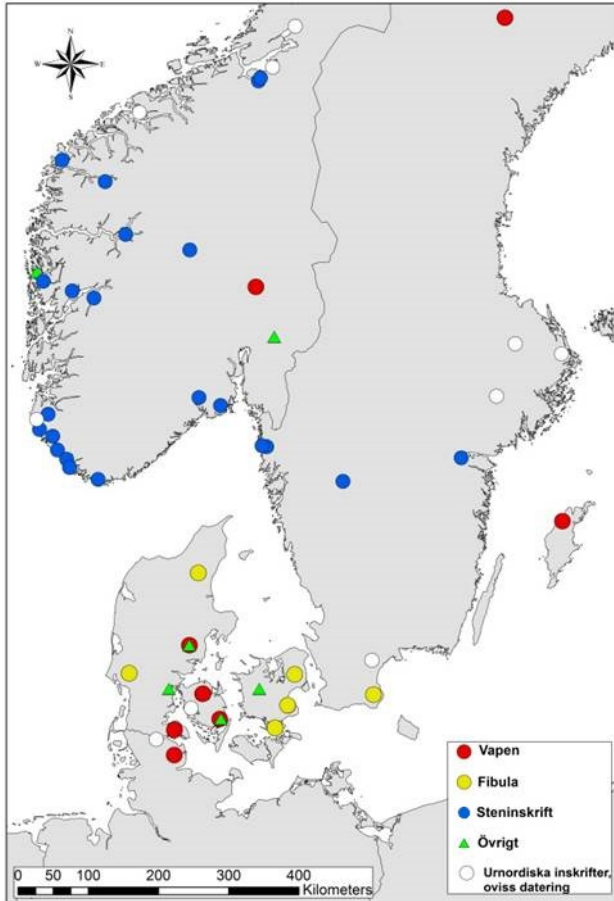 N
W E
S
Vapen
Fibula
Steninskrift
Övrigt
Urnordiska inskrifter,
oviss datering
0 50 100 200 300 400
Kilometers